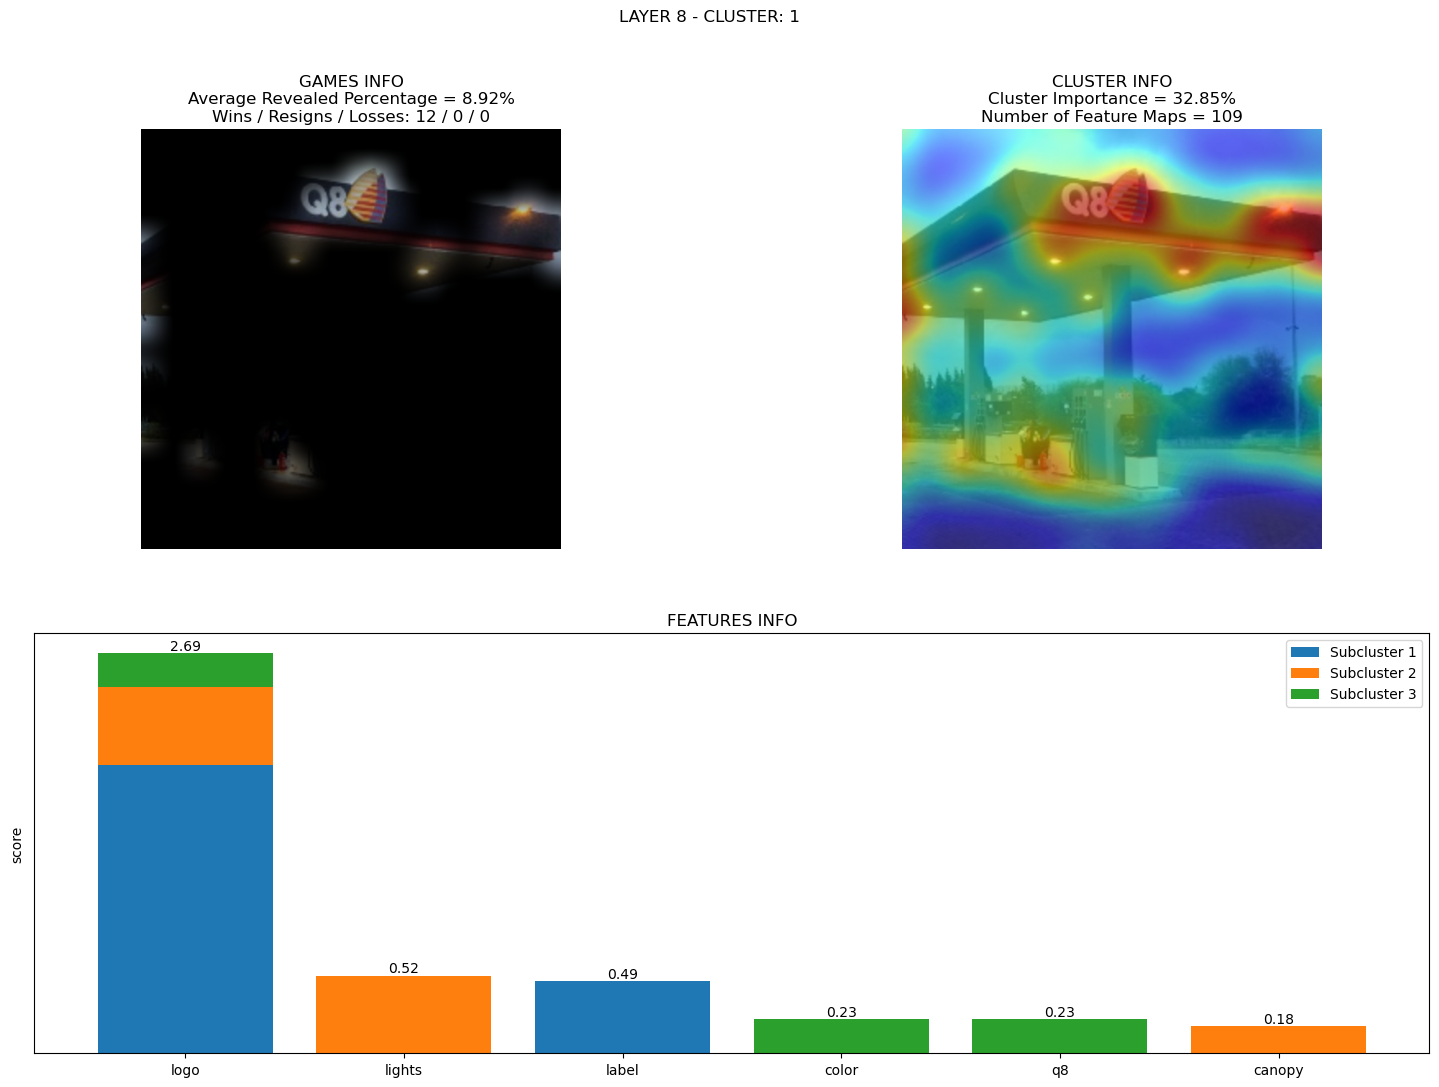 LAYER 8 - CLUSTER: 1
GAMES INFO
Average Revealed Percentage = 8.92%
Wins / Resigns / Losses: 12 / 0 / 0
CLUSTER INFO
Cluster Importance = 32.85%
Number of Feature Maps = 109
Q8
Q8
FEATURES INFO
score
2.69
0.52
0.49
0.23
0.23
0.18
Subcluster 1
Subcluster 2
Subcluster 3
logo
lights
label
color
q8
canopy